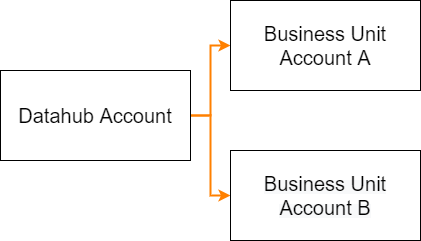 Business Unit
Account A
Datahub Account
Business Unit
Account B